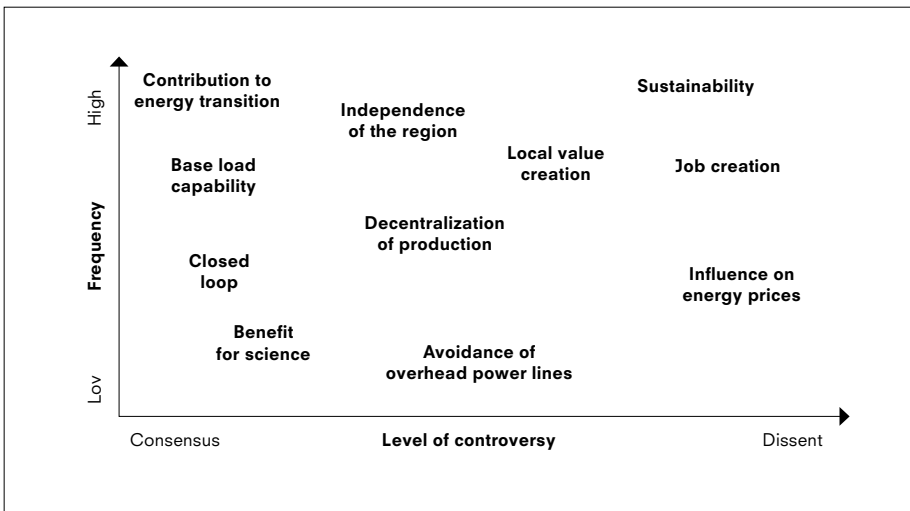 High
Frequency
Lov
Contribution to
energy transition
Independence
of the region
Sustainability
Base load
capability
Local value
creation
Job creation
Decentralization
of production
Closed
loop
Influence on
energy prices
Benefit
for science
Avoidance of
overhead power lines
Consensus
Level of controversy
Dissent